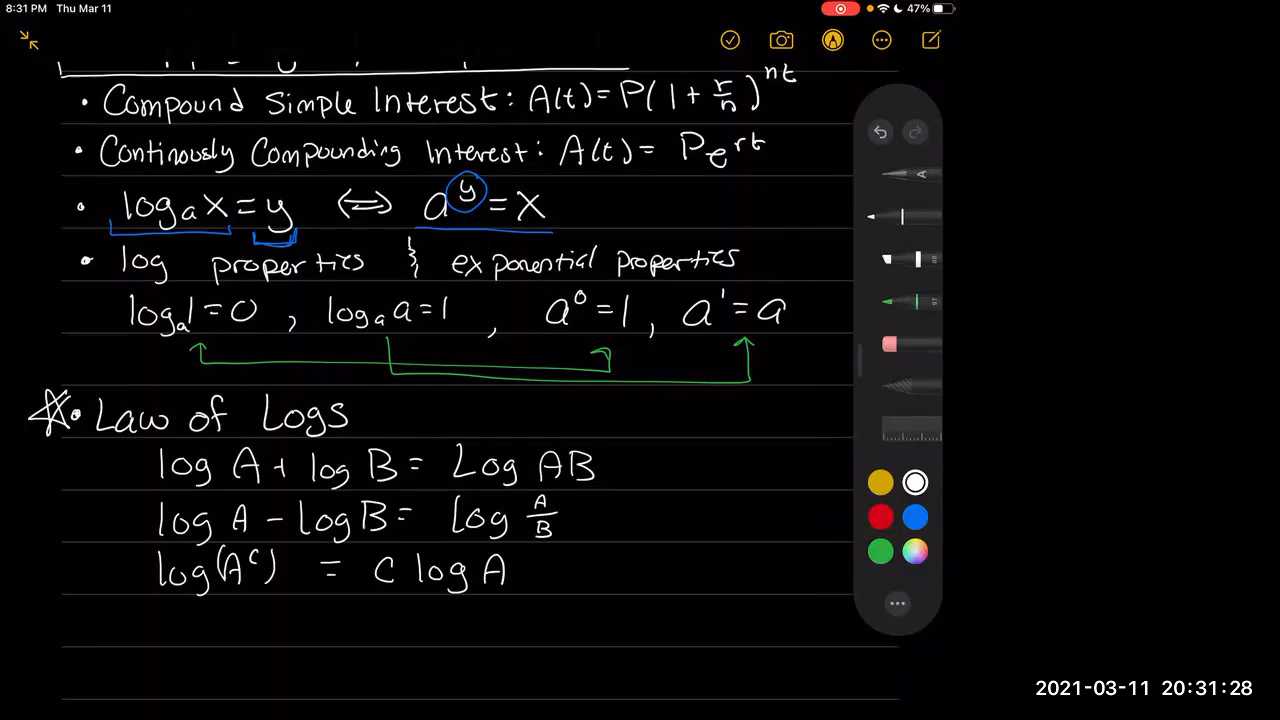 8:31 PM Thu Mar 11 47%
• Compound Simple Interest: A(t) = P(1 + r/n)^nt
• Continously Compounding Interest: A(t) = Pe^rt
• log_a x = y ⟺ a^y = x
• log properties & exponential properties
log_a 1 = 0 , log_a a = 1 , a^0 = 1 , a^1 = a
☆• Law of Logs
log A + log B = Log AB
log A - log B = log A/B
log(A^c) = C log A
2021-03-11 20:31:28